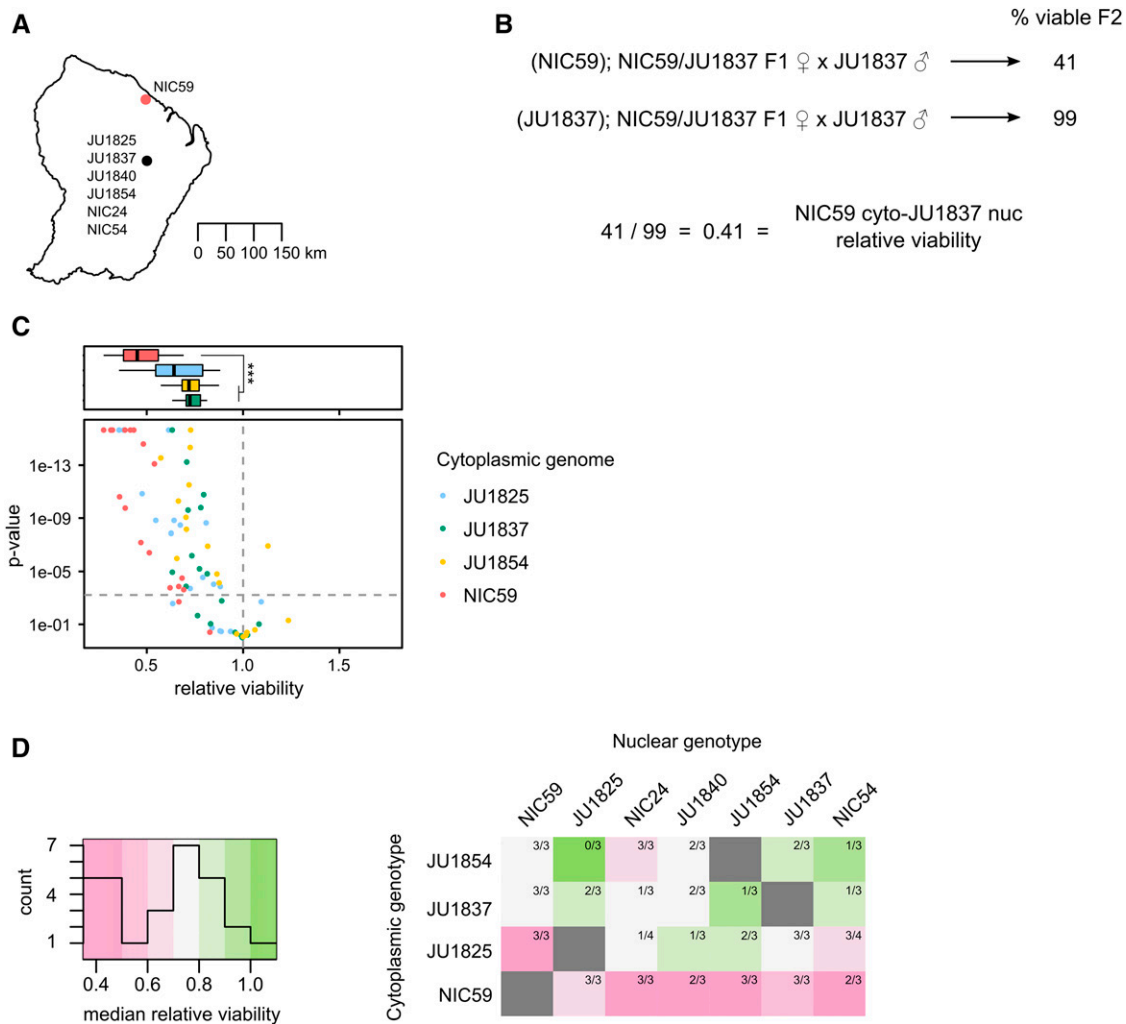 A
NIC59
JU1825
JU1837
JU1840
JU1854
NIC24
NIC54
0 50 100 150 km
B
% viable F2
(NIC59); NIC59/JU1837 F1 ♀ x JU1837 ♂ → 41
(JU1837); NIC59/JU1837 F1 ♀ x JU1837 ♂ → 99
41 / 99 = 0.41 = NIC59 cyto-JU1837 nuc
relative viability
C
***
p-value
1e-13
1e-09
1e-05
1e-01
0.5 1.0 1.5
relative viability
Cytoplasmic genome
JU1825
JU1837
JU1854
NIC59
D
count
7
4
1
0.4 0.6 0.8 1.0
median relative viability
Nuclear genotype
NIC59 JU1825 NIC24 JU1840 JU1854 JU1837 NIC54
Cytoplasmic genotype
JU1854 3/3 0/3 3/3 2/3 2/3 1/3
JU1837 3/3 2/3 1/3 2/3 1/3 1/3
JU1825 3/3 1/4 1/3 2/3 3/3 3/4
NIC59 3/3 3/3 2/3 3/3 3/3 2/3